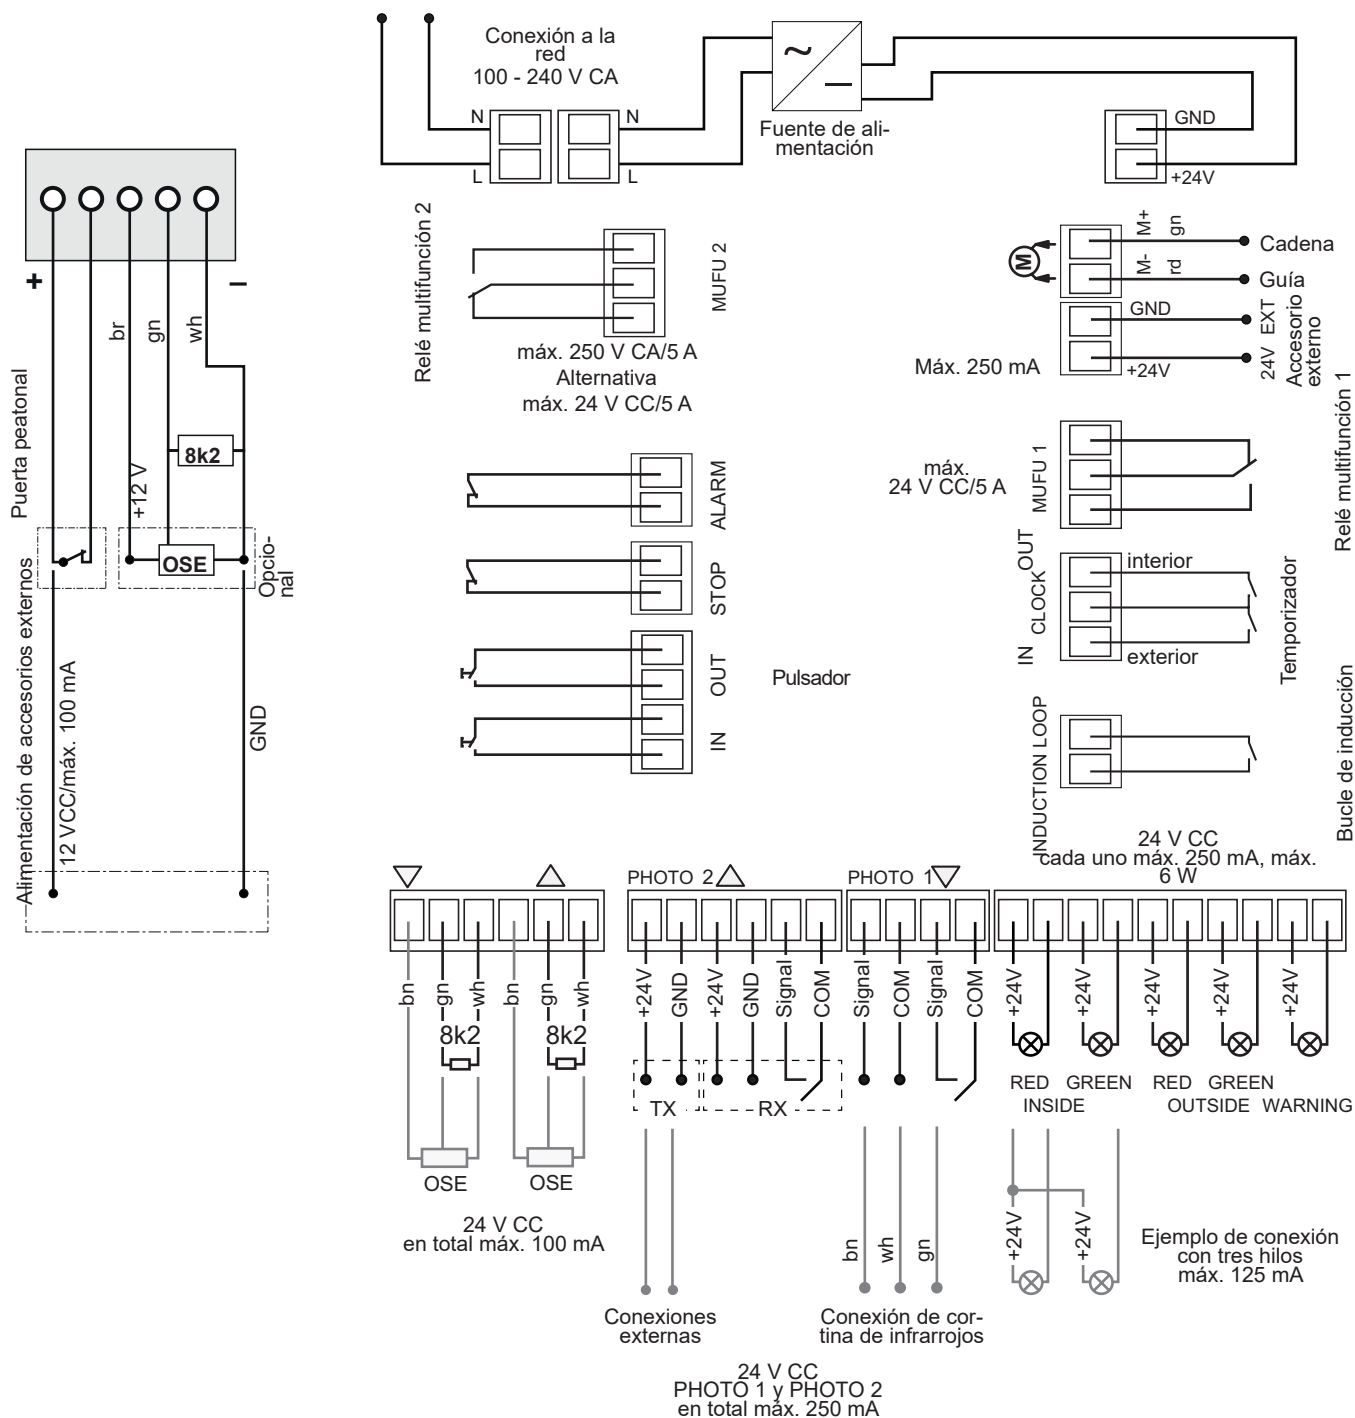 Conexión a la
red
100 - 240 V CA
N
L
N
L
~
Fuente de ali-
mentación
GND
+24V
+
–
br
gn
wh
Puerta peatonal
+12 V
8k2
OSE
Opcio-
nal
Alimentación de accesorios externos
12 VCC/máx. 100 mA
GND
Relé multifunción 2
MUFU 2
máx. 250 V CA/5 A
Alternativa
máx. 24 V CC/5 A
ALARM
STOP
OUT
IN
Pulsador
M
M+
gn
Cadena
M-
rd
Guía
GND
+24V
Máx. 250 mA
24V EXT
Accesorio
externo
máx.
24 V CC/5 A
MUFU 1
Relé multifunción 1
OUT
CLOCK
IN
interior
exterior
Temporizador
INDUCTION LOOP
Bucle de inducción
24 V CC
cada uno máx. 250 mA, máx.
6 W
PHOTO 2
PHOTO 1
bn
gn
wh
bn
gn
wh
+24V
GND
+24V
GND
Signal
COM
Signal
COM
Signal
COM
+24V
+24V
+24V
+24V
+24V
8k2
8k2
TX
RX
RED GREEN RED GREEN
INSIDE OUTSIDE WARNING
OSE
OSE
24 V CC
en total máx. 100 mA
bn
wh
gn
+24V
+24V
Ejemplo de conexión
con tres hilos
máx. 125 mA
Conexiones
externas
Conexión de cor-
tina de infrarrojos
24 V CC
PHOTO 1 y PHOTO 2
en total máx. 250 mA